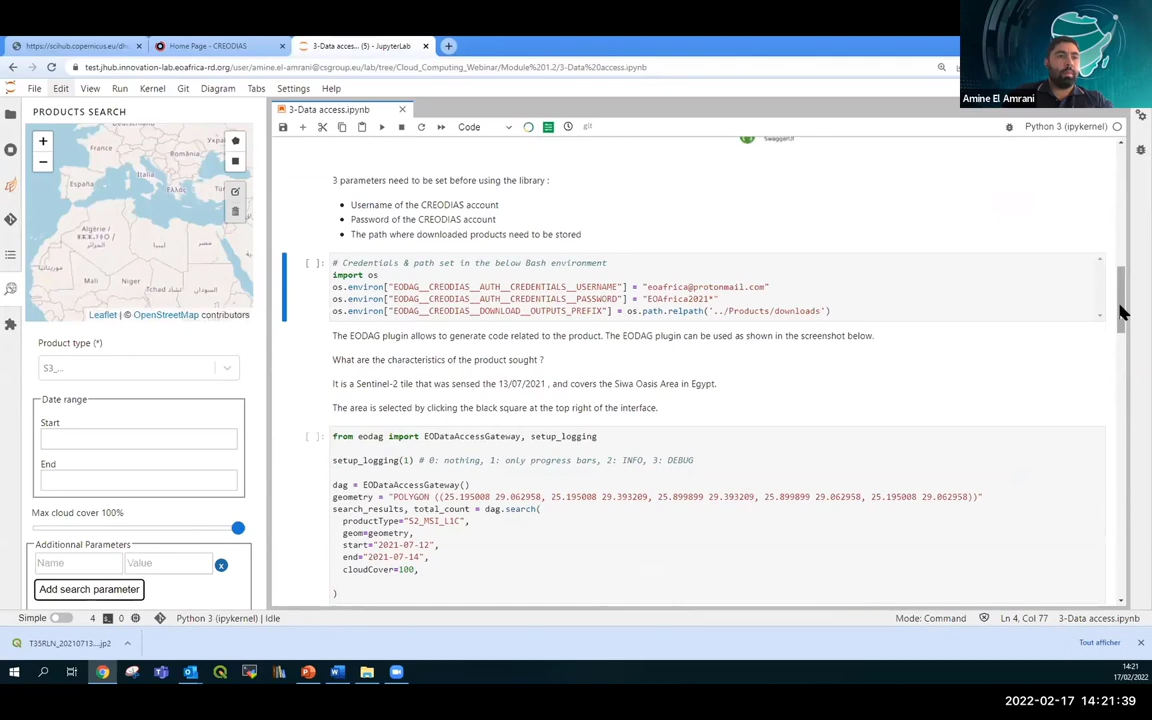 https://scihub.copernicus.eu/dh
Home Page - CREODIAS
3-Data acces... (5) - JupyterLab
test.jhub.innovation-lab.eoafrica-rd.org/user/amine.el-amrani@csgroup.eu/lab/tree/Cloud_Computing_Webinar/Module%201.2/3-Data%20access.ipynb
Amine El Amrani
File Edit View Run Kernel Git Diagram Tabs Settings Help
PRODUCTS SEARCH
3-Data access.ipynb
Code
git
Python 3 (ipykernel)
France
România
Italia
España
Ελλάς
Algérie
Mali
Niger
Leaflet | © OpenStreetMap contributors
Product type (*)
S3_...
Date range
Start
End
Max cloud cover 100%
Additionnal Parameters
Name Value x
Add search parameter
SwaggerUI
3 parameters need to be set before using the library :
Username of the CREODIAS account
Password of the CREODIAS account
The path where downloaded products need to be stored
[ ]: # Credentials & path set in the below Bash environment
import os
os.environ["EODAG__CREODIAS__AUTH__CREDENTIALS__USERNAME"] = "eoafrica@protonmail.com"
os.environ["EODAG__CREODIAS__AUTH__CREDENTIALS__PASSWORD"] = "EOAfrica2021*"
os.environ["EODAG__CREODIAS__DOWNLOAD__OUTPUTS_PREFIX"] = os.path.relpath('../Products/downloads')
The EODAG plugin allows to generate code related to the product. The EODAG plugin can be used as shown in the screenshot below.
What are the characteristics of the product sought ?
It is a Sentinel-2 tile that was sensed the 13/07/2021 , and covers the Siwa Oasis Area in Egypt.
The area is selected by clicking the black square at the top right of the interface.
[ ]: from eodag import EODataAccessGateway, setup_logging
setup_logging(1) # 0: nothing, 1: only progress bars, 2: INFO, 3: DEBUG
dag = EODataAccessGateway()
geometry = "POLYGON ((25.195008 29.062958, 25.195008 29.393209, 25.899899 29.393209, 25.899899 29.062958, 25.195008 29.062958))"
search_results, total_count = dag.search(
productType="S2_MSI_L1C",
geom=geometry,
start="2021-07-12",
end="2021-07-14",
cloudCover=100,
)
Simple 4 0 Python 3 (ipykernel) | Idle
Mode: Command Ln 4, Col 77 3-Data access.ipynb
T35RLN_20210713....jp2
Tout afficher
14:21
17/02/2022
2022-02-17 14:21:39